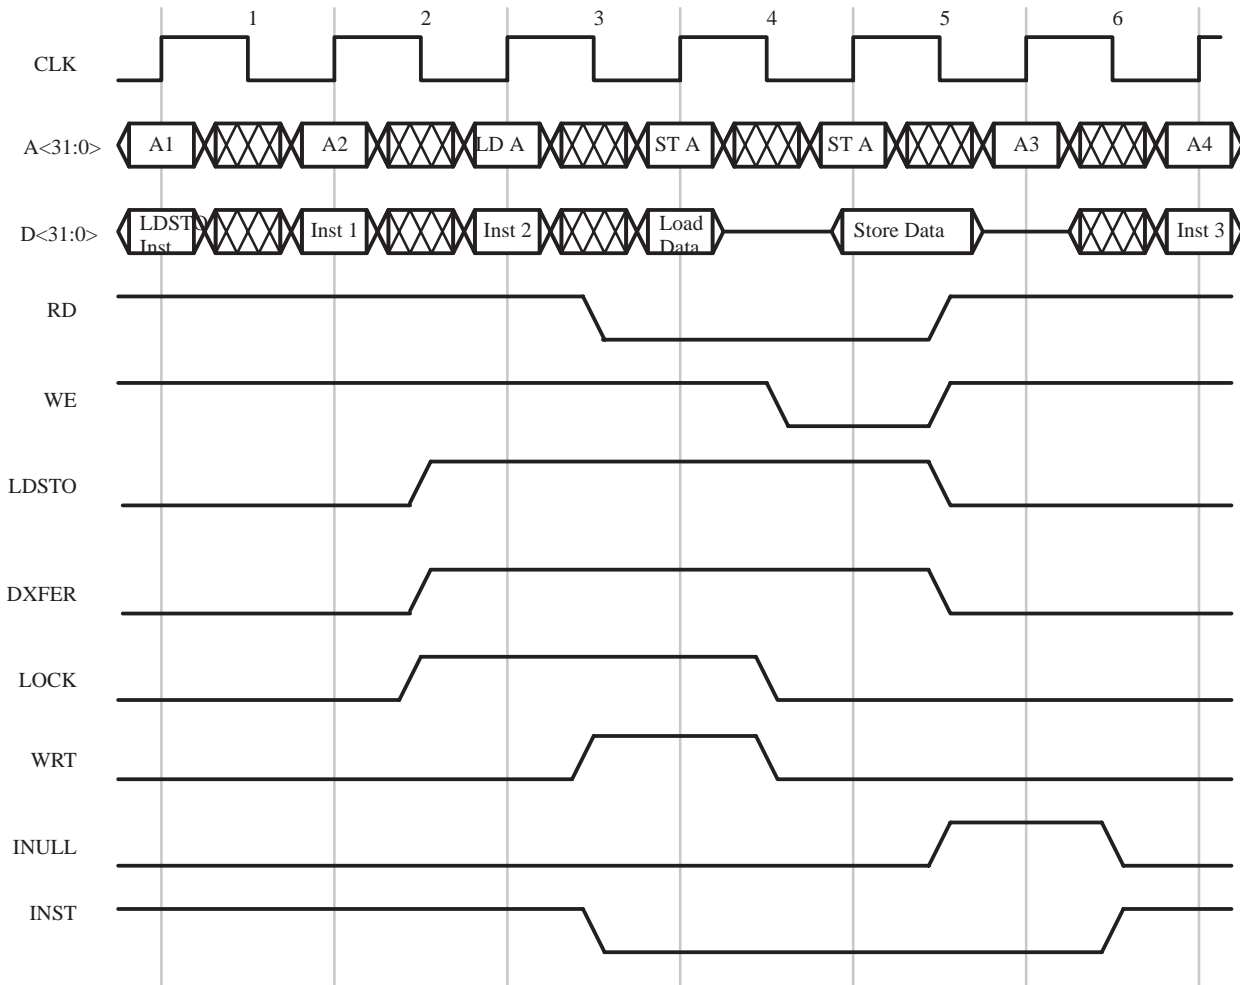 1 2 3 4 5 6
CLK
A<31:0> A1 A2 LD A ST A ST A A3 A4
D<31:0> LDSTO Inst Inst 1 Inst 2 Load Data Store Data Inst 3
RD
WE
LDSTO
DXFER
LOCK
WRT
INULL
INST